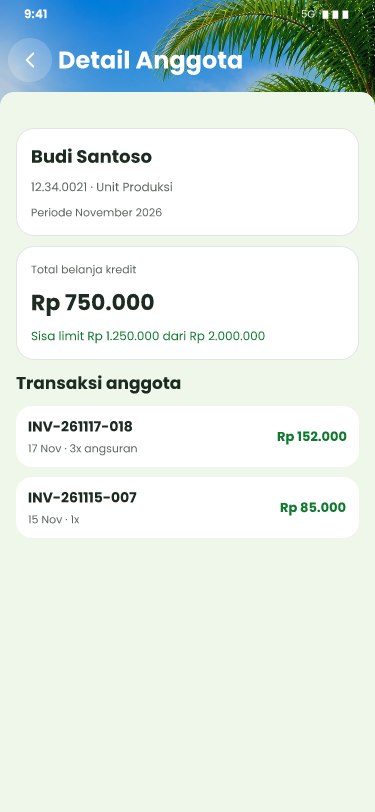 9:41
5G
Detail Anggota
Budi Santoso
12.34.0021 · Unit Produksi
Periode November 2026
Total belanja kredit
Rp 750.000
Sisa limit Rp 1.250.000 dari Rp 2.000.000
Transaksi anggota
INV-261117-018
17 Nov · 3x angsuran
Rp 152.000
INV-261115-007
15 Nov · 1x
Rp 85.000